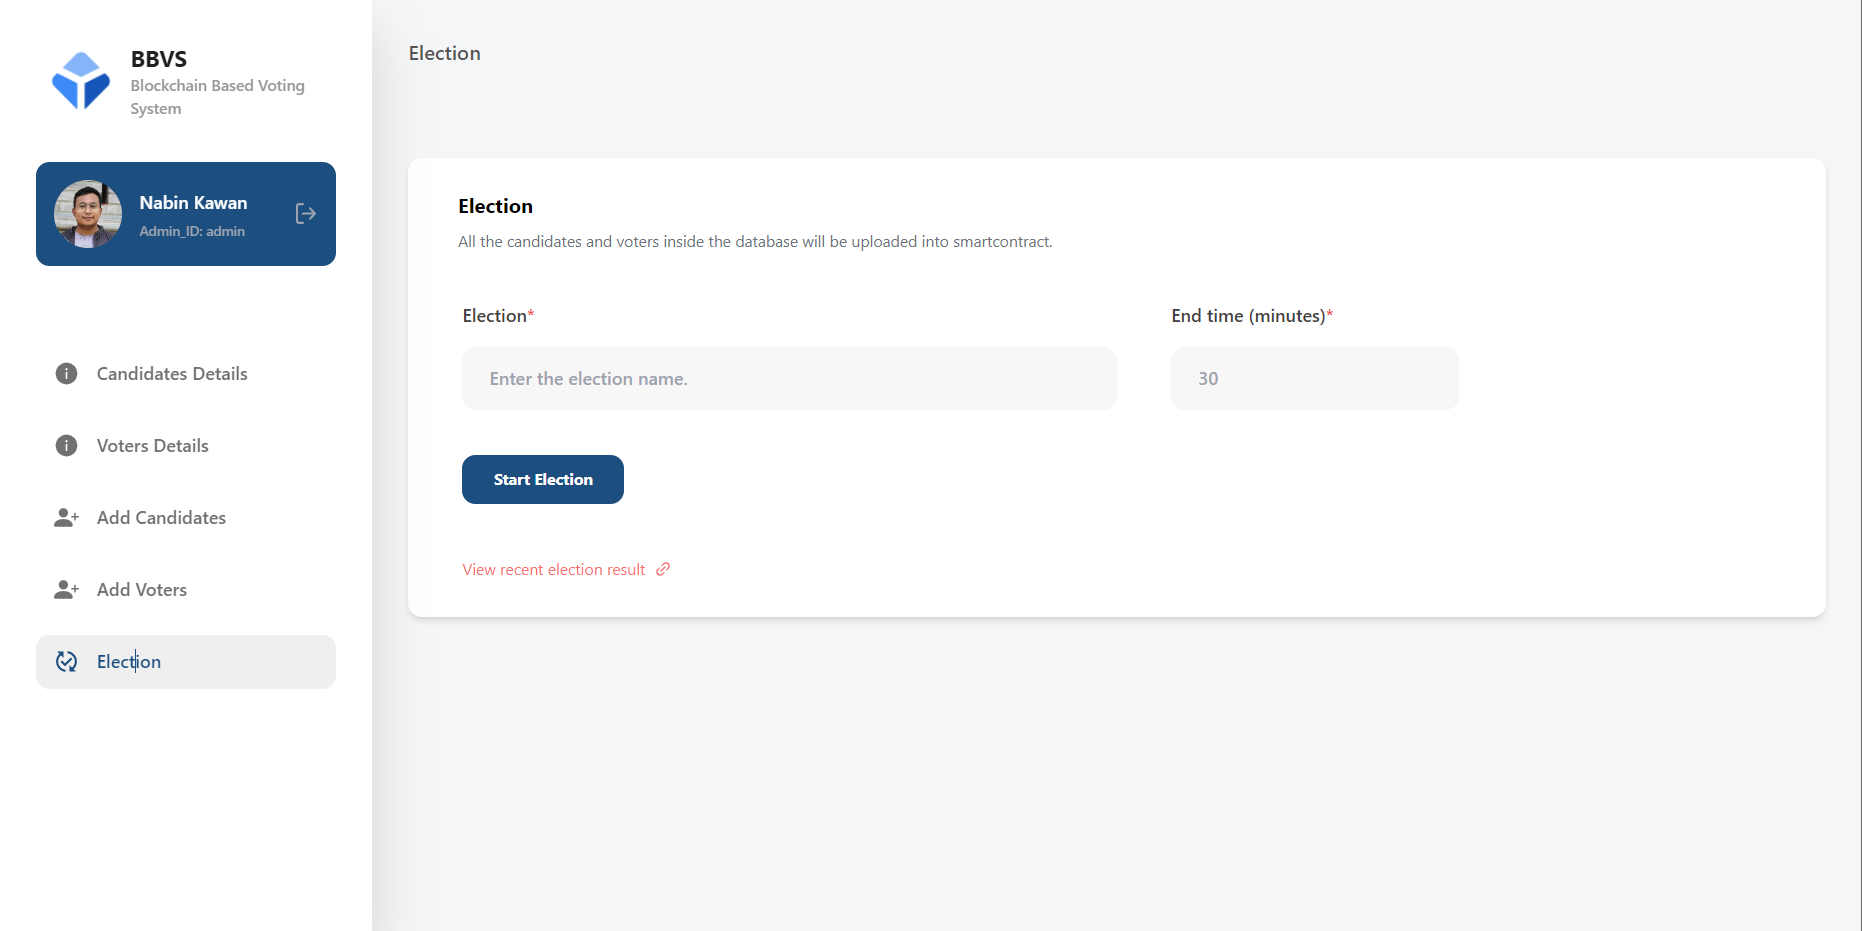 BBVS
Blockchain Based Voting
System
Nabin Kawan
Admin_ID: admin
Candidates Details
Voters Details
Add Candidates
Add Voters
Election
Election
Election
All the candidates and voters inside the database will be uploaded into smartcontract.
Election*
End time (minutes)*
Enter the election name.
30
Start Election
View recent election result